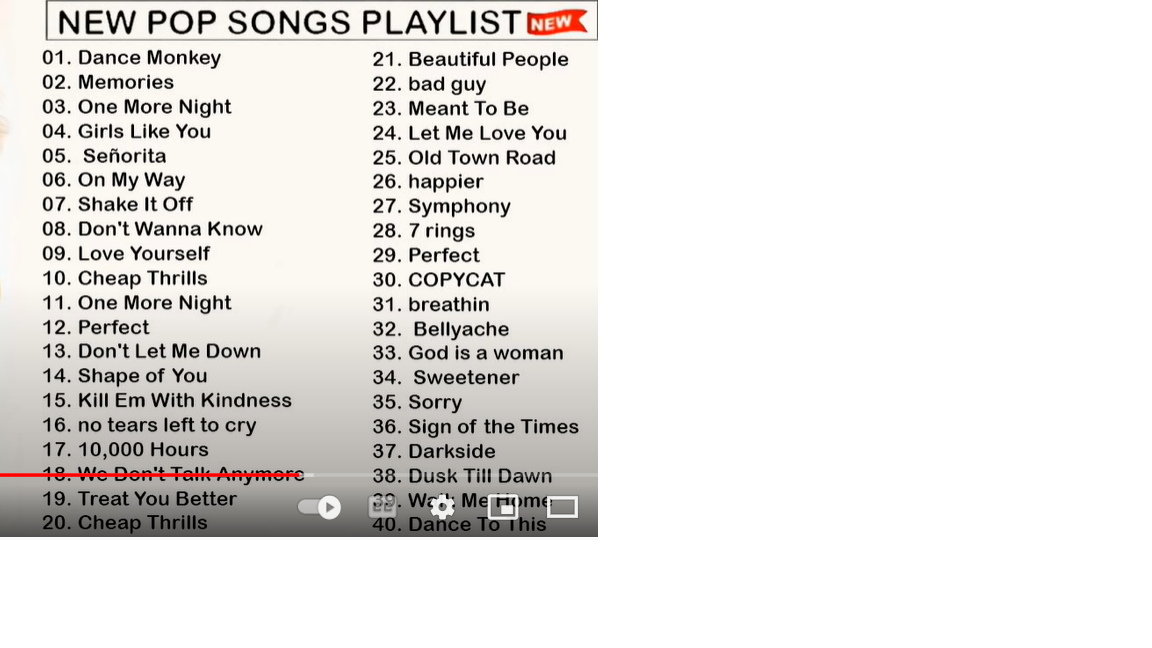 NEW POP SONGS PLAYLIST NEW
01. Dance Monkey
02. Memories
03. One More Night
04. Girls Like You
05. Señorita
06. On My Way
07. Shake It Off
08. Don't Wanna Know
09. Love Yourself
10. Cheap Thrills
11. One More Night
12. Perfect
13. Don't Let Me Down
14. Shape of You
15. Kill Em With Kindness
16. no tears left to cry
17. 10,000 Hours
18. We Don't Talk Anymore
19. Treat You Better
20. Cheap Thrills
21. Beautiful People
22. bad guy
23. Meant To Be
24. Let Me Love You
25. Old Town Road
26. happier
27. Symphony
28. 7 rings
29. Perfect
30. COPYCAT
31. breathin
32. Bellyache
33. God is a woman
34. Sweetener
35. Sorry
36. Sign of the Times
37. Darkside
38. Dusk Till Dawn
39. Walk Me Home
40. Dance To This